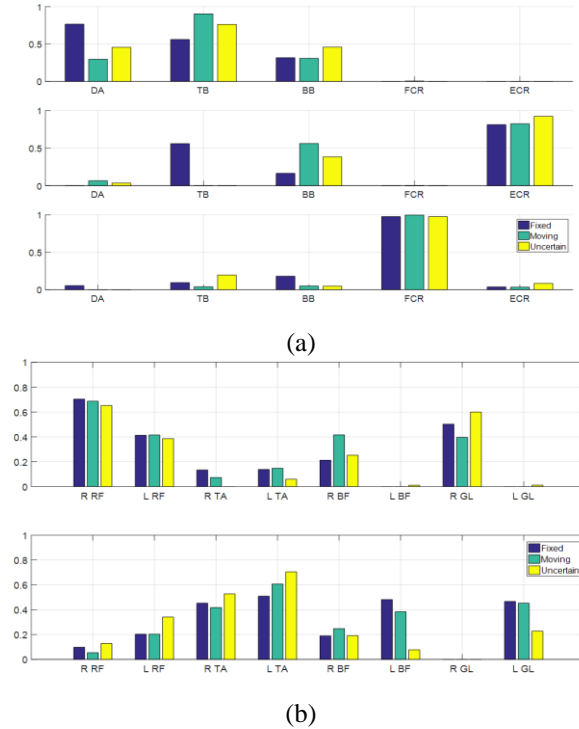 1
0.5
0
DA TB BB FCR ECR
1
0.5
0
DA TB BB FCR ECR
1
0.5
0
Fixed
Moving
Uncertain
DA TB BB FCR ECR
(a)
1
0.8
0.6
0.4
0.2
0
R RF L RF R TA L TA R BF L BF R GL L GL
1
0.8
0.6
0.4
0.2
0
Fixed
Moving
Uncertain
R RF L RF R TA L TA R BF L BF R GL L GL
(b)